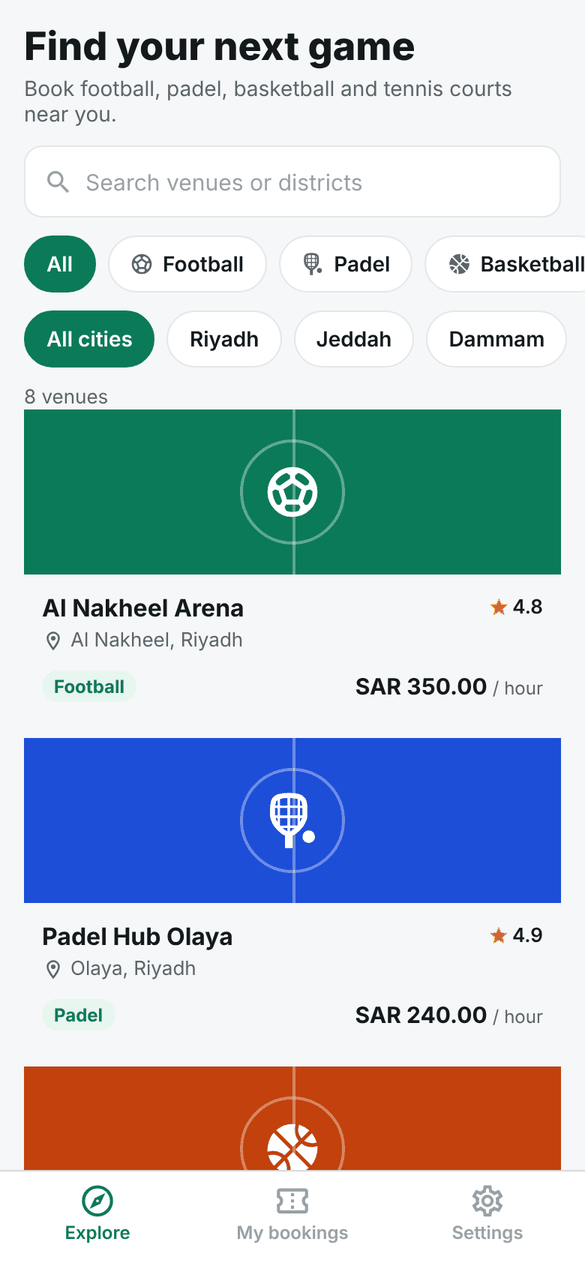 Find your next game
Book football, padel, basketball and tennis courts
near you.
Search venues or districts
All
Football
Padel
Basketball
All cities
Riyadh
Jeddah
Dammam
8 venues
Al Nakheel Arena
4.8
Al Nakheel, Riyadh
Football
SAR 350.00 / hour
Padel Hub Olaya
4.9
Olaya, Riyadh
Padel
SAR 240.00 / hour
Explore
My bookings
Settings